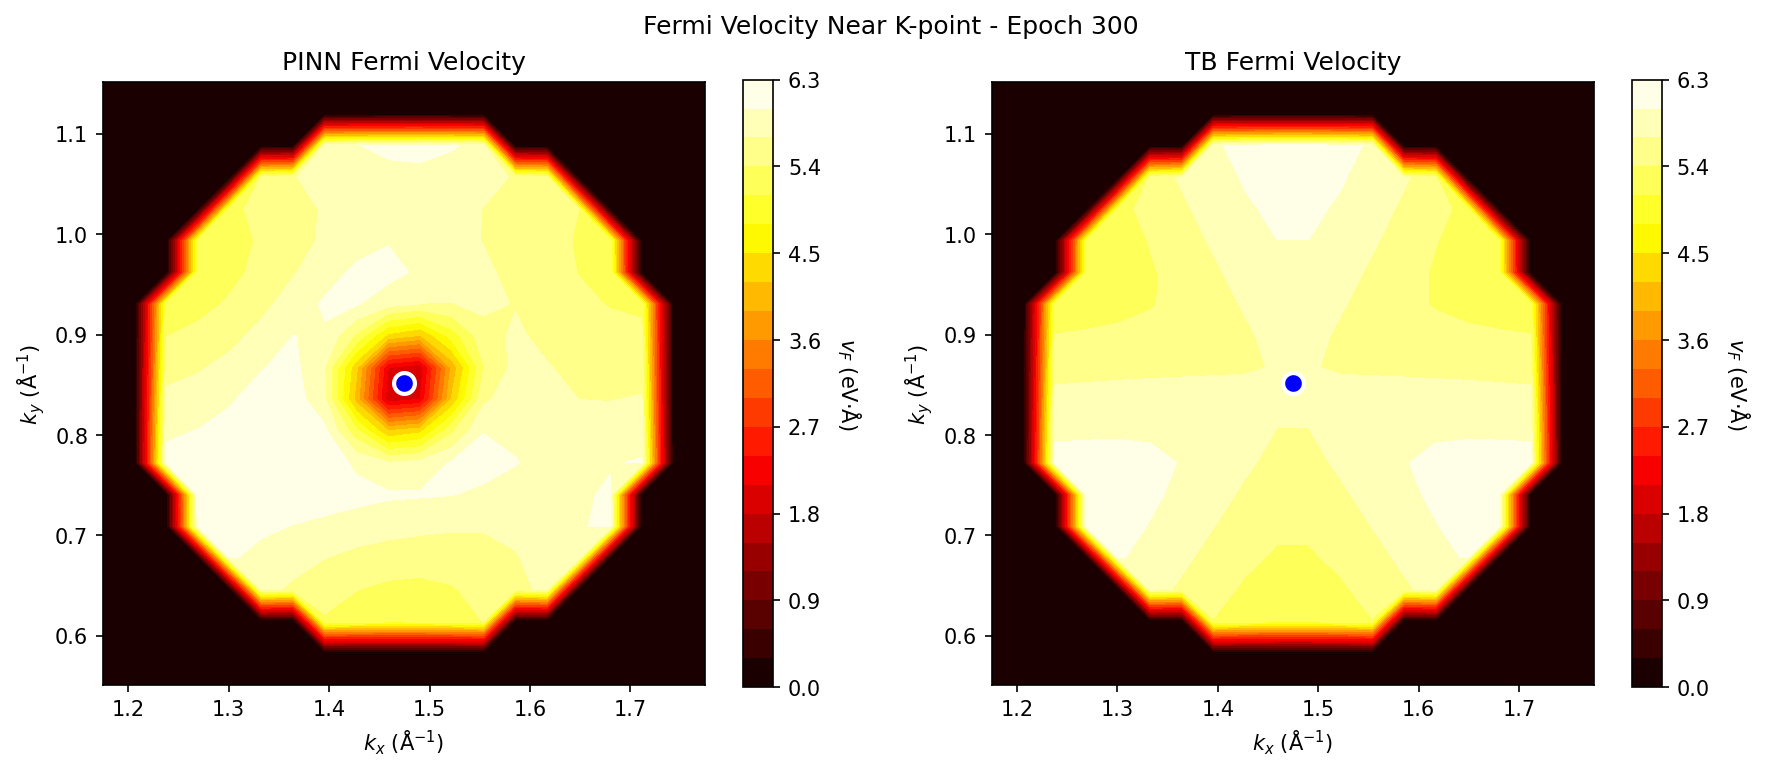 Fermi Velocity Near K-point - Epoch 300
PINN Fermi Velocity
1.1
1.0
0.9
0.8
0.7
0.6
k_y (Å⁻¹)
1.2 1.3 1.4 1.5 1.6 1.7
k_x (Å⁻¹)
6.3
5.4
4.5
3.6
2.7
1.8
0.9
0.0
v_F (eV·Å)
TB Fermi Velocity
1.1
1.0
0.9
0.8
0.7
0.6
k_y (Å⁻¹)
1.2 1.3 1.4 1.5 1.6 1.7
k_x (Å⁻¹)
6.3
5.4
4.5
3.6
2.7
1.8
0.9
0.0
v_F (eV·Å)